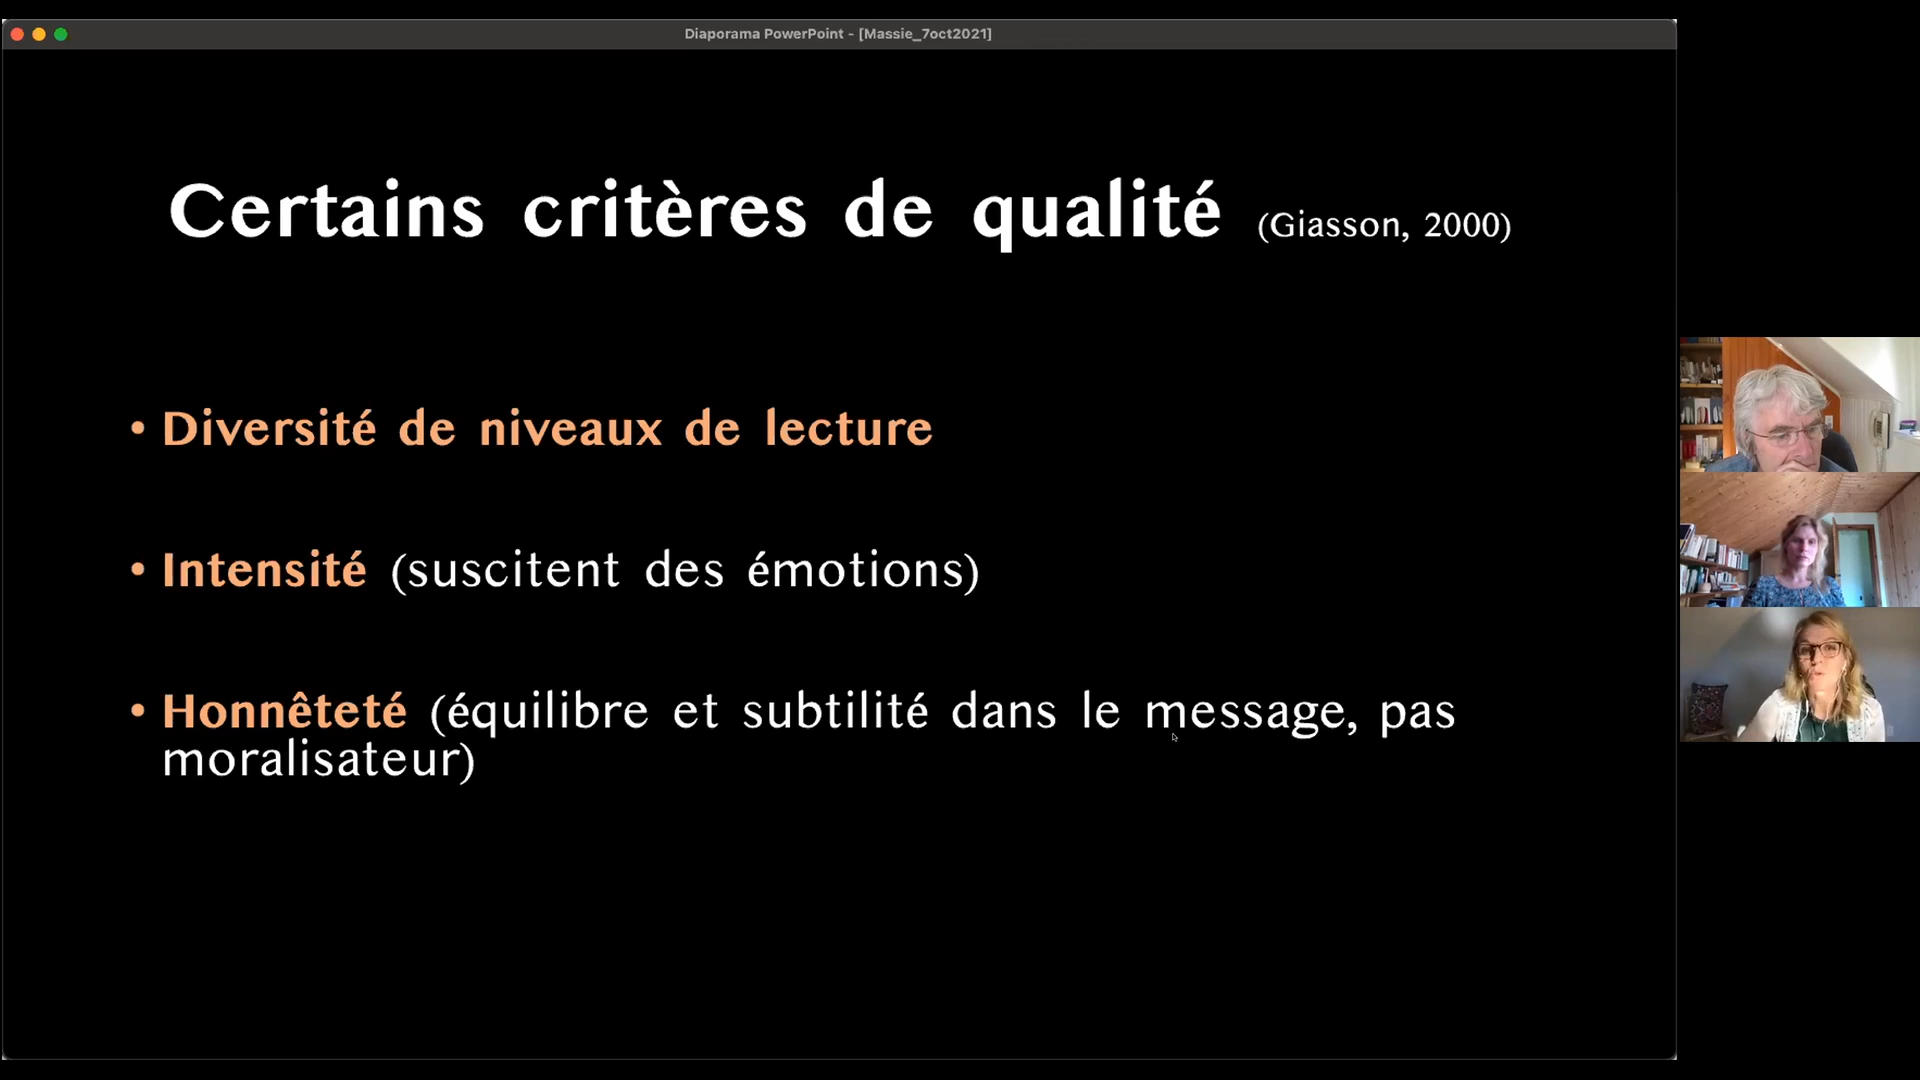 Diaporama PowerPoint - [Massie_7oct2021]
Certains critères de qualité (Giasson, 2000)
• Diversité de niveaux de lecture
• Intensité (suscitent des émotions)
• Honnêteté (équilibre et subtilité dans le message, pas
moralisateur)